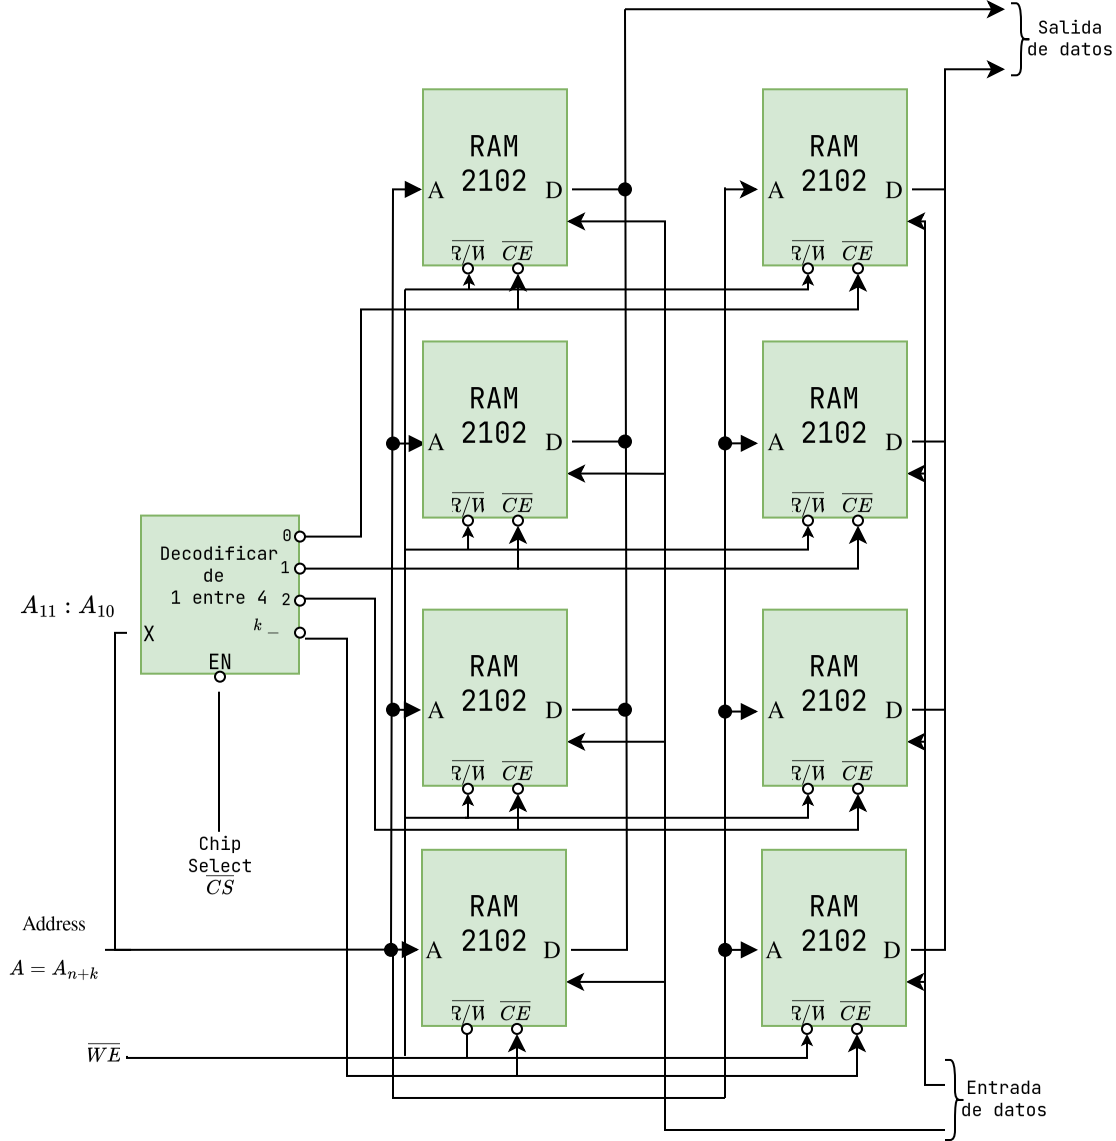 Salida
de datos
RAM
2102
A
D
R/W
CE
RAM
2102
A
D
R/W
CE
RAM
2102
A
D
R/W
CE
RAM
2102
A
D
R/W
CE
Decodificar
de
1 entre 4
0
1
2
k _
X
EN
A₁₁ : A₁₀
RAM
2102
A
D
R/W
CE
RAM
2102
A
D
R/W
CE
Chip
Select
CS
Address
A = Aₙ₊ₖ
RAM
2102
A
D
R/W
CE
RAM
2102
A
D
R/W
CE
WE
Entrada
de datos